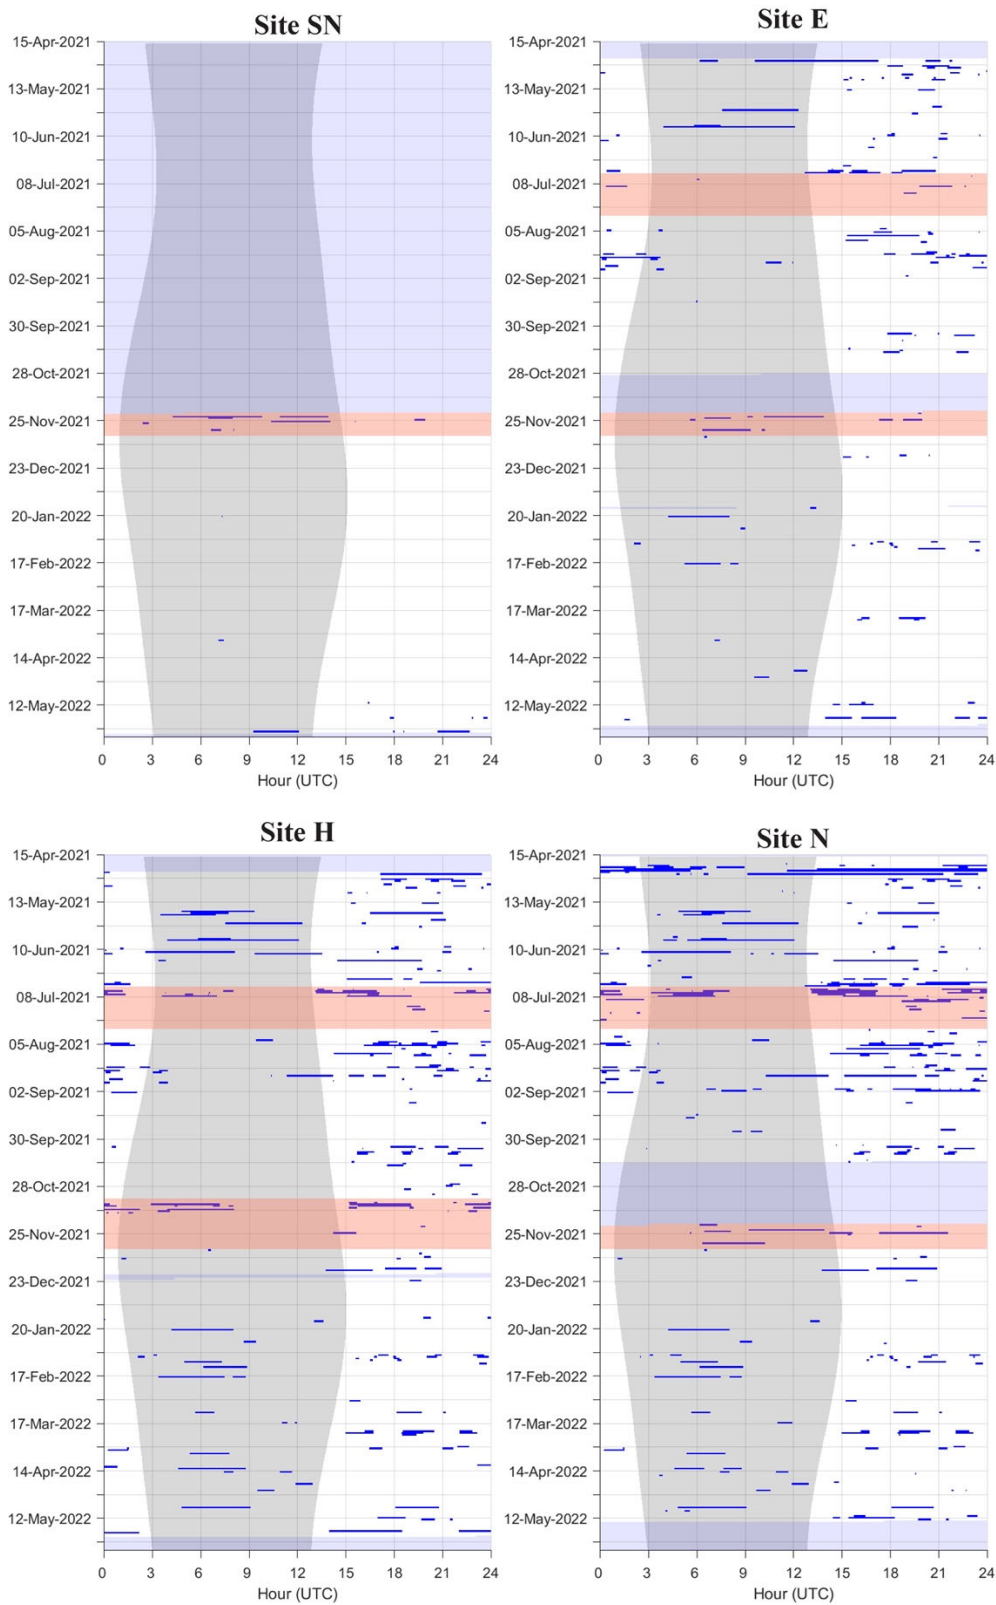 Site SN
15-Apr-2021
13-May-2021
10-Jun-2021
08-Jul-2021
05-Aug-2021
02-Sep-2021
30-Sep-2021
28-Oct-2021
25-Nov-2021
23-Dec-2021
20-Jan-2022
17-Feb-2022
17-Mar-2022
14-Apr-2022
12-May-2022
0 3 6 9 12 15 18 21 24
Hour (UTC)
Site E
15-Apr-2021
13-May-2021
10-Jun-2021
08-Jul-2021
05-Aug-2021
02-Sep-2021
30-Sep-2021
28-Oct-2021
25-Nov-2021
23-Dec-2021
20-Jan-2022
17-Feb-2022
17-Mar-2022
14-Apr-2022
12-May-2022
0 3 6 9 12 15 18 21 24
Hour (UTC)
Site H
15-Apr-2021
13-May-2021
10-Jun-2021
08-Jul-2021
05-Aug-2021
02-Sep-2021
30-Sep-2021
28-Oct-2021
25-Nov-2021
23-Dec-2021
20-Jan-2022
17-Feb-2022
17-Mar-2022
14-Apr-2022
12-May-2022
0 3 6 9 12 15 18 21 24
Hour (UTC)
Site N
15-Apr-2021
13-May-2021
10-Jun-2021
08-Jul-2021
05-Aug-2021
02-Sep-2021
30-Sep-2021
28-Oct-2021
25-Nov-2021
23-Dec-2021
20-Jan-2022
17-Feb-2022
17-Mar-2022
14-Apr-2022
12-May-2022
0 3 6 9 12 15 18 21 24
Hour (UTC)